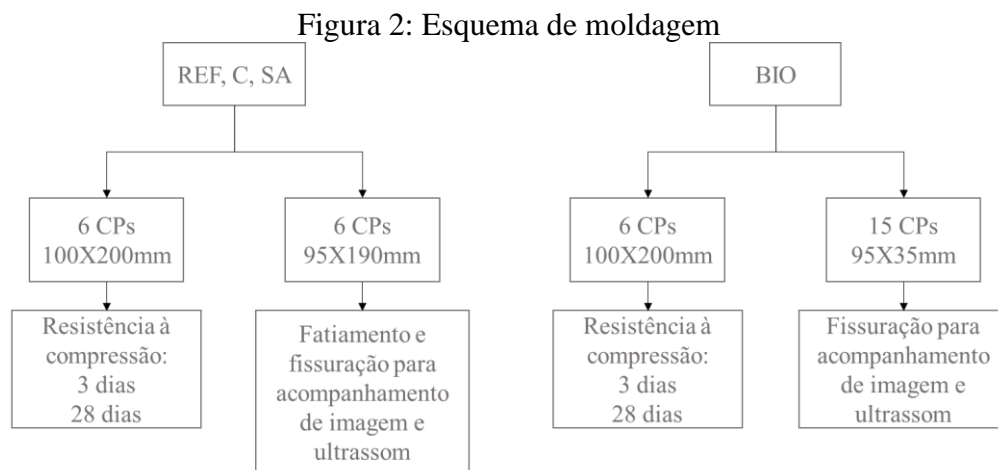 Figura 2: Esquema de moldagem
REF, C, SA
6 CPs
100X200mm
Resistência à
compressão:
3 dias
28 dias
6 CPs
95X190mm
Fatiamento e
fissuração para
acompanhamento
de imagem e
ultrassom
BIO
6 CPs
100X200mm
Resistência à
compressão:
3 dias
28 dias
15 CPs
95X35mm
Fissuração para
acompanhamento
de imagem e
ultrassom